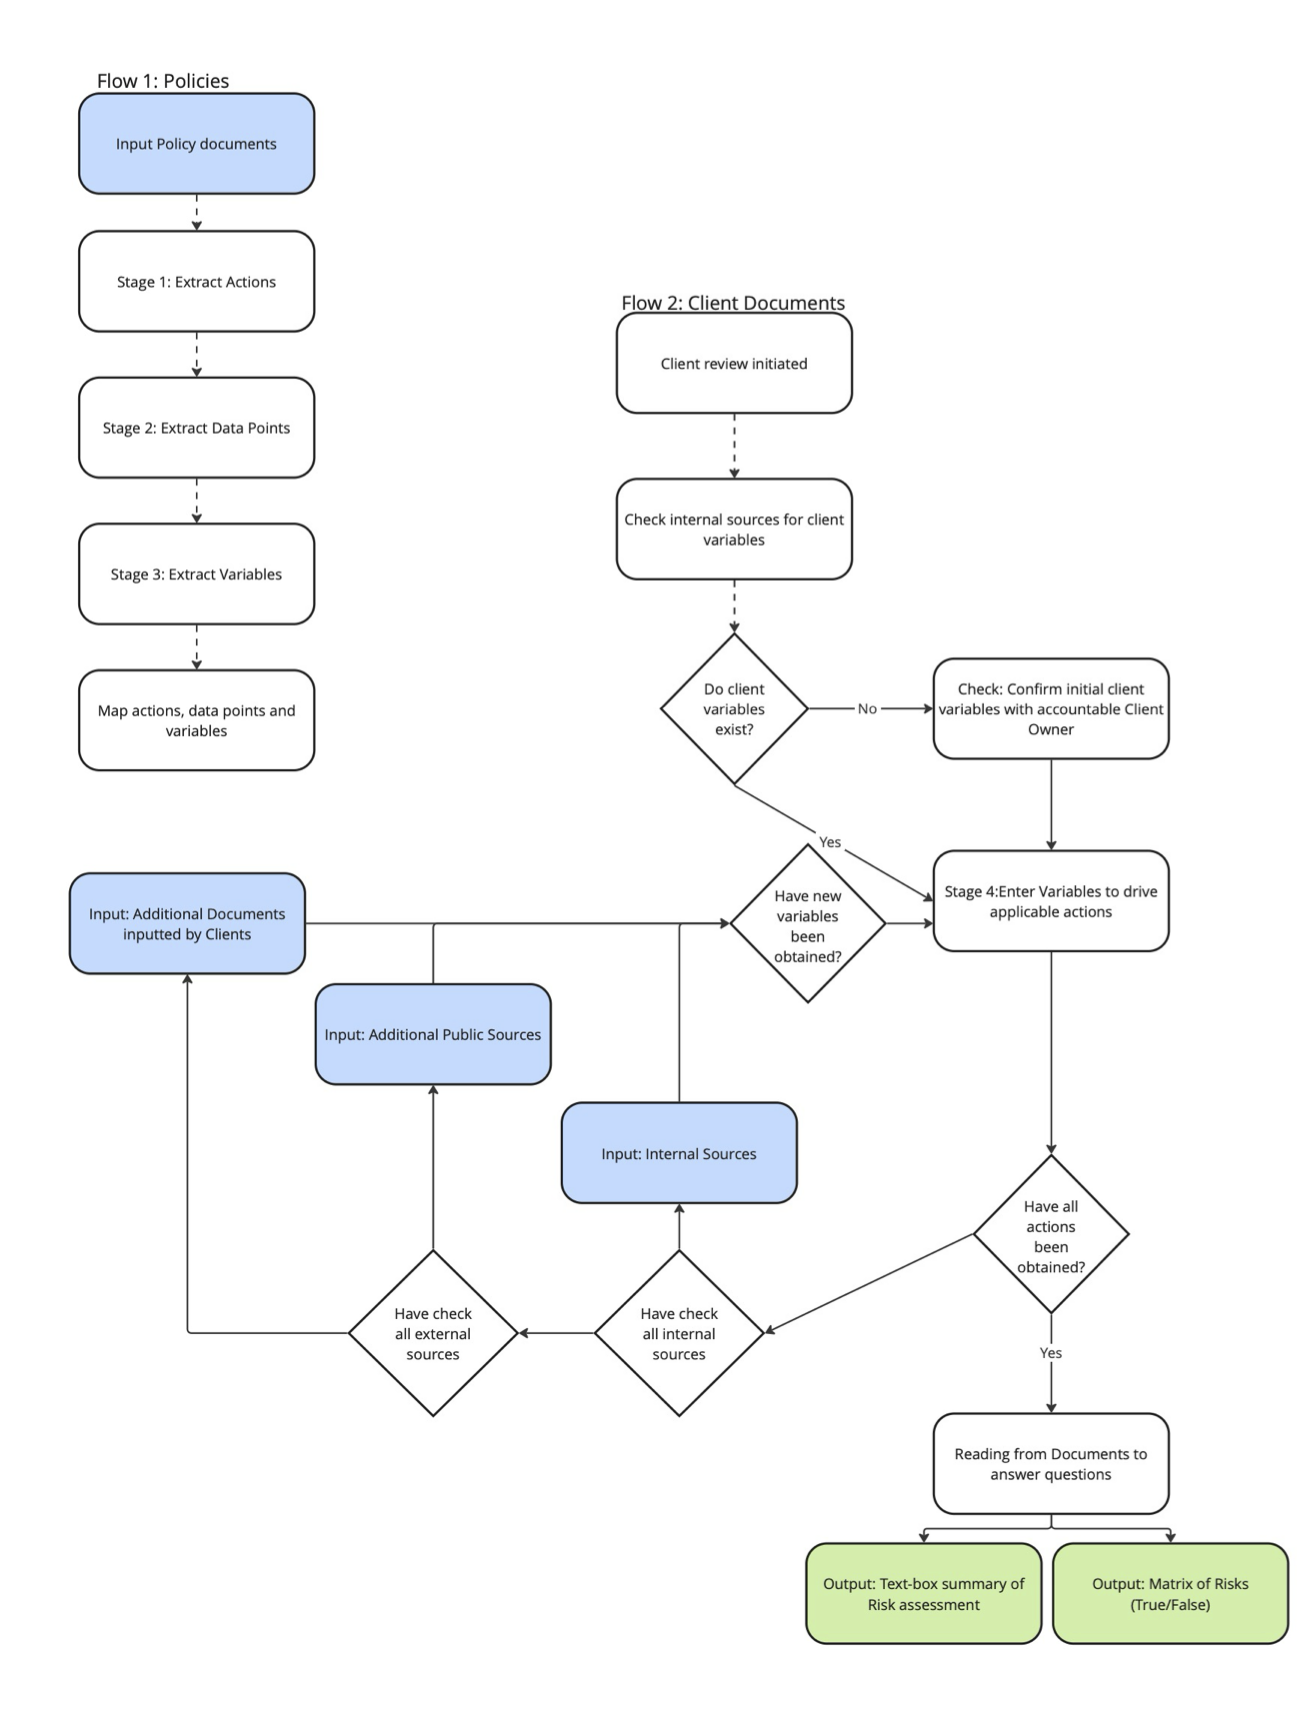 Flow 1: Policies
Input Policy documents
Stage 1: Extract Actions
Stage 2: Extract Data Points
Stage 3: Extract Variables
Map actions, data points and
variables
Flow 2: Client Documents
Client review initiated
Check internal sources for client
variables
Do client
variables
exist?
No
Check: Confirm initial client
variables with accountable Client
Owner
Yes
Stage 4:Enter Variables to drive
applicable actions
Have new
variables
been
obtained?
Input: Additional Documents
inputted by Clients
Input: Additional Public Sources
Input: Internal Sources
Have all
actions
been
obtained?
Have check
all internal
sources
Have check
all external
sources
Yes
Reading from Documents to
answer questions
Output: Text-box summary of
Risk assessment
Output: Matrix of Risks
(True/False)